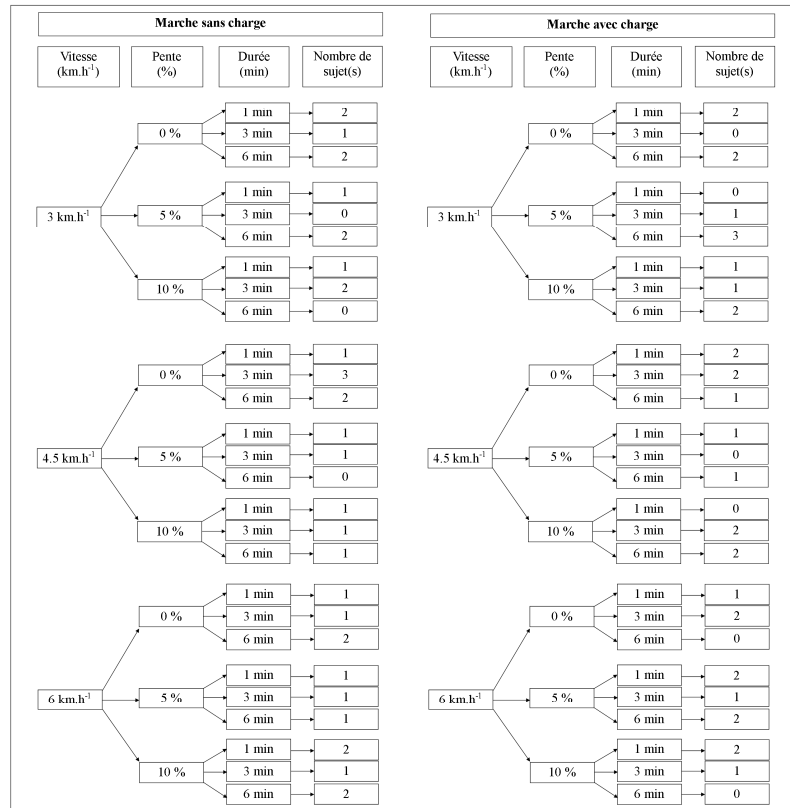 Marche sans charge
Vitesse (km.h-1) Pente (%) Durée (min) Nombre de sujet(s)
1 min 2
0 % 3 min 1
6 min 2
1 min 1
3 km.h-1 5 % 3 min 0
6 min 2
1 min 1
10 % 3 min 2
6 min 0
1 min 1
0 % 3 min 3
6 min 2
1 min 1
4.5 km.h-1 5 % 3 min 1
6 min 0
1 min 1
10 % 3 min 1
6 min 1
1 min 1
0 % 3 min 1
6 min 2
1 min 1
6 km.h-1 5 % 3 min 1
6 min 1
1 min 2
10 % 3 min 1
6 min 2
Marche avec charge
Vitesse (km.h-1) Pente (%) Durée (min) Nombre de sujet(s)
1 min 2
0 % 3 min 0
6 min 2
1 min 0
3 km.h-1 5 % 3 min 1
6 min 3
1 min 1
10 % 3 min 1
6 min 2
1 min 2
0 % 3 min 2
6 min 1
1 min 1
4.5 km.h-1 5 % 3 min 0
6 min 1
1 min 0
10 % 3 min 2
6 min 2
1 min 1
0 % 3 min 2
6 min 0
1 min 2
6 km.h-1 5 % 3 min 1
6 min 2
1 min 2
10 % 3 min 1
6 min 0